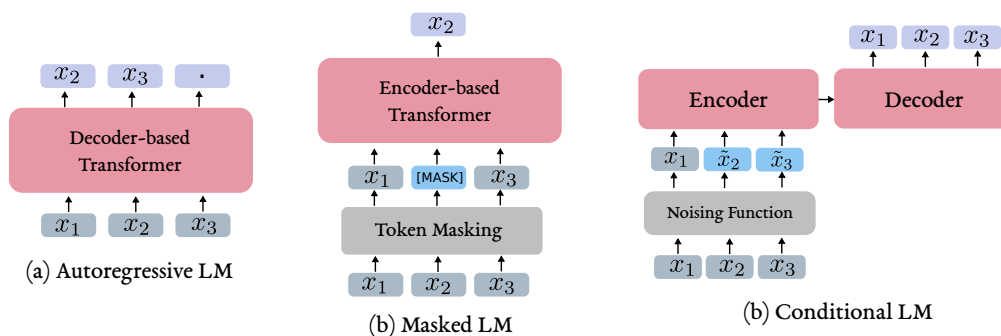 x₂ x₃ .
Decoder-based
Transformer
x₁ x₂ x₃
(a) Autoregressive LM
x₂
Encoder-based
Transformer
x₁ [MASK] x₃
Token Masking
x₁ x₂ x₃
(b) Masked LM
x₁ x₂ x₃
Encoder Decoder
x₁ x̃₂ x̃₃
Noising Function
x₁ x₂ x₃
(b) Conditional LM